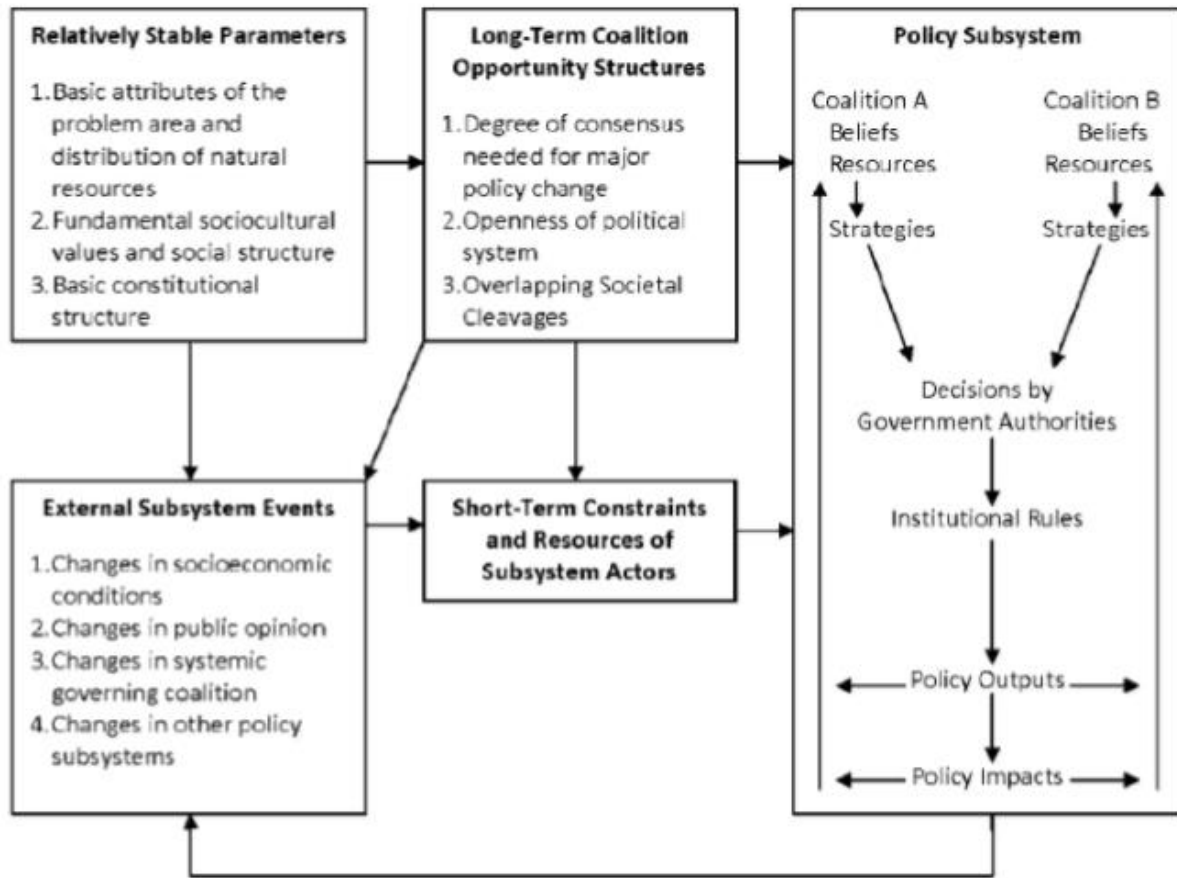 Relatively Stable Parameters
1.Basic attributes of the
problem area and
distribution of natural
resources
2.Fundamental sociocultural
values and social structure
3.Basic constitutional
structure
Long-Term Coalition
Opportunity Structures
1.Degree of consensus
needed for major
policy change
2.Openness of political
system
3.Overlapping Societal
Cleavages
Policy Subsystem
Coalition A
Beliefs
Resources
Strategies
Coalition B
Beliefs
Resources
Strategies
Decisions by
Government Authorities
Institutional Rules
Policy Outputs
Policy Impacts
External Subsystem Events
1.Changes in socioeconomic
conditions
2.Changes in public opinion
3.Changes in systemic
governing coalition
4.Changes in other policy
subsystems
Short-Term Constraints
and Resources of
Subsystem Actors